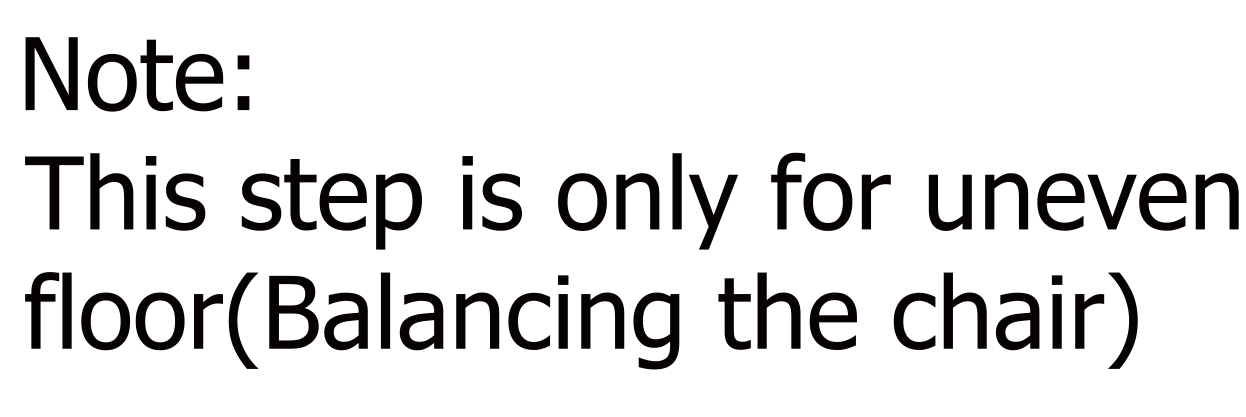 Note:
This step is only for uneven
floor(Balancing the chair)